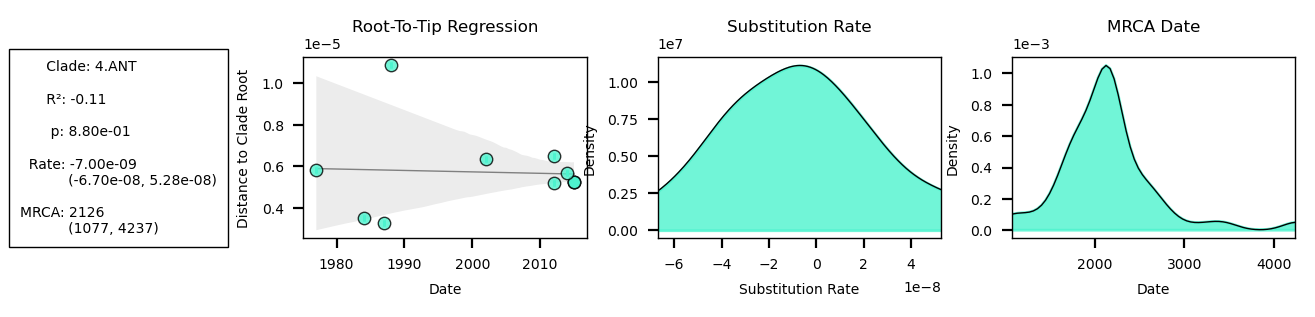 Clade: 4.ANT
R²: -0.11
p: 8.80e-01
Rate: -7.00e-09
(-6.70e-08, 5.28e-08)
MRCA: 2126
(1077, 4237)
Root-To-Tip Regression
1e−5
Distance to Clade Root
1.0
0.8
0.6
0.4
1980 1990 2000 2010
Date
Substitution Rate
1e7
Density
1.00
0.75
0.50
0.25
0.00
−6 −4 −2 0 2 4
1e−8
Substitution Rate
MRCA Date
1e−3
Density
1.0
0.8
0.6
0.4
0.2
0.0
2000 3000 4000
Date